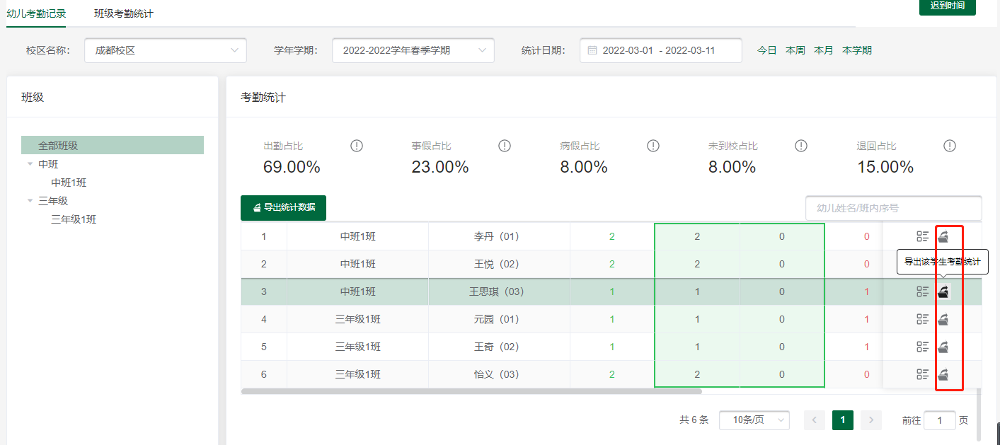 幼儿考勤记录 班级考勤统计 迟到时间
校区名称： 成都校区 学年学期： 2022-2022学年春季学期 统计日期： 2022-03-01 - 2022-03-11 今日 本周 本月 本学期
班级
全部班级
中班
中班1班
三年级
三年级1班
考勤统计
出勤占比 事假占比 病假占比 未到校占比 退回占比
69.00% 23.00% 8.00% 8.00% 15.00%
导出统计数据 幼儿姓名/班内序号
1 中班1班 李丹（01） 2 2 0 0
2 中班1班 王悦（02） 2 2 0 0
导出该学生考勤统计
3 中班1班 王思琪（03） 1 1 0 1
4 三年级1班 元园（01） 1 1 0 1
5 三年级1班 王奇（02） 1 1 0 1
6 三年级1班 怡义（03） 2 2 0 0
共 6 条 10条/页 1 前往 1 页